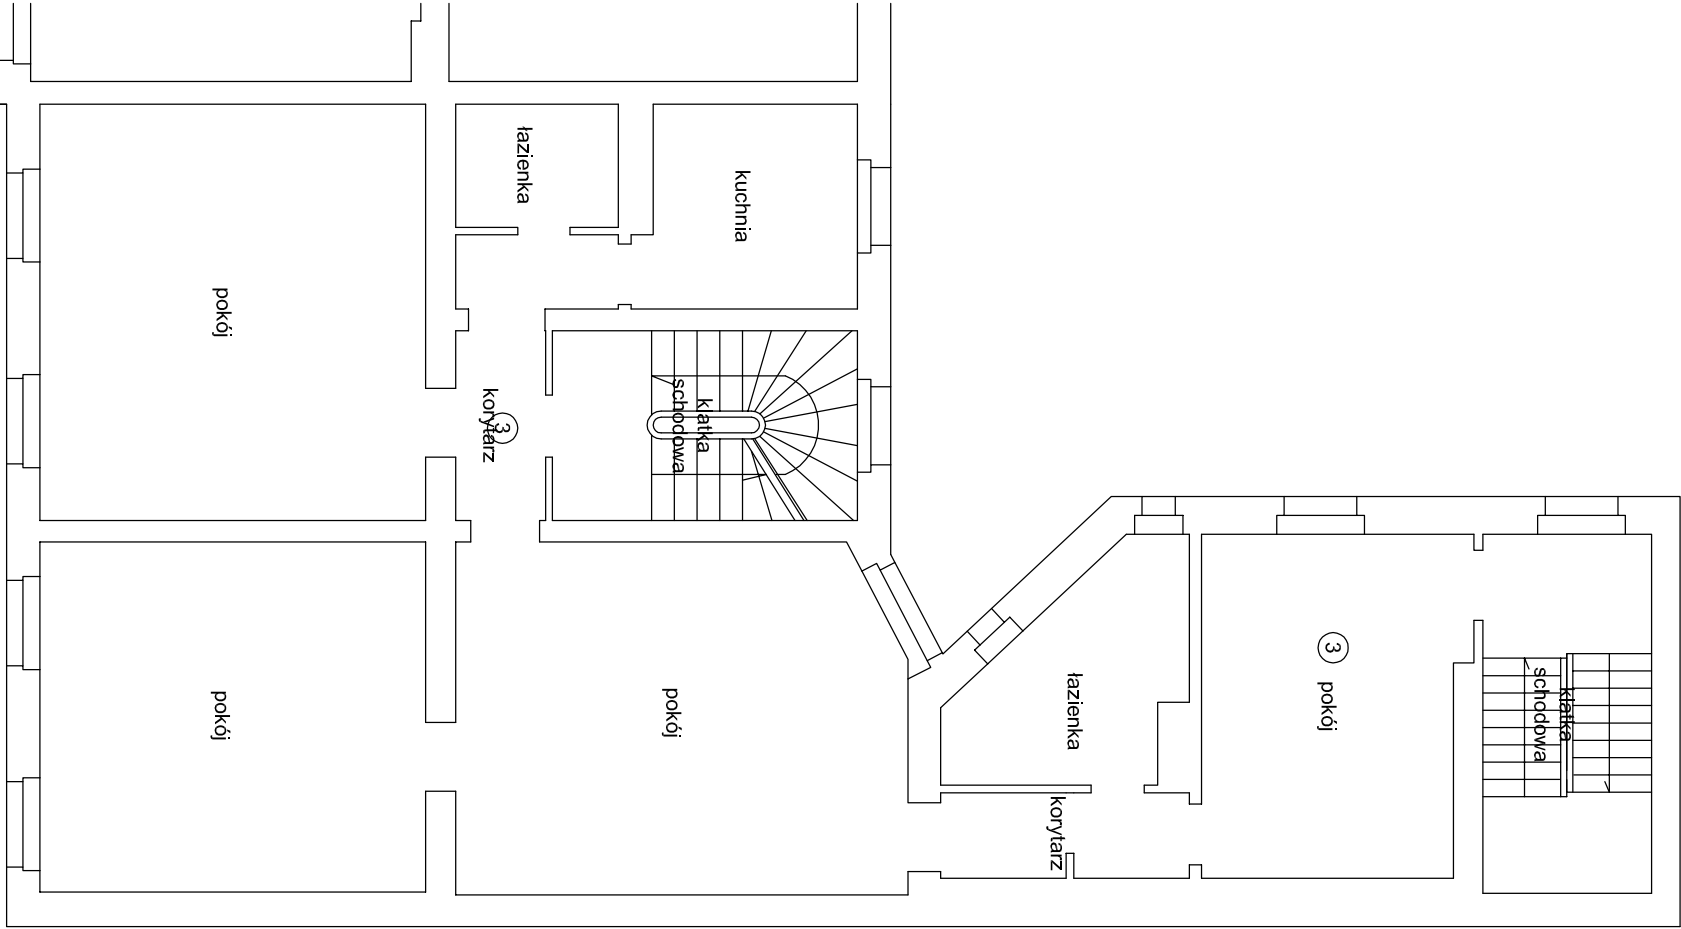 łazienka
kuchnia
pokój
korytarz
3
klatka
schodowa
pokój
pokój
łazienka
korytarz
3
pokój
klatka
schodowa